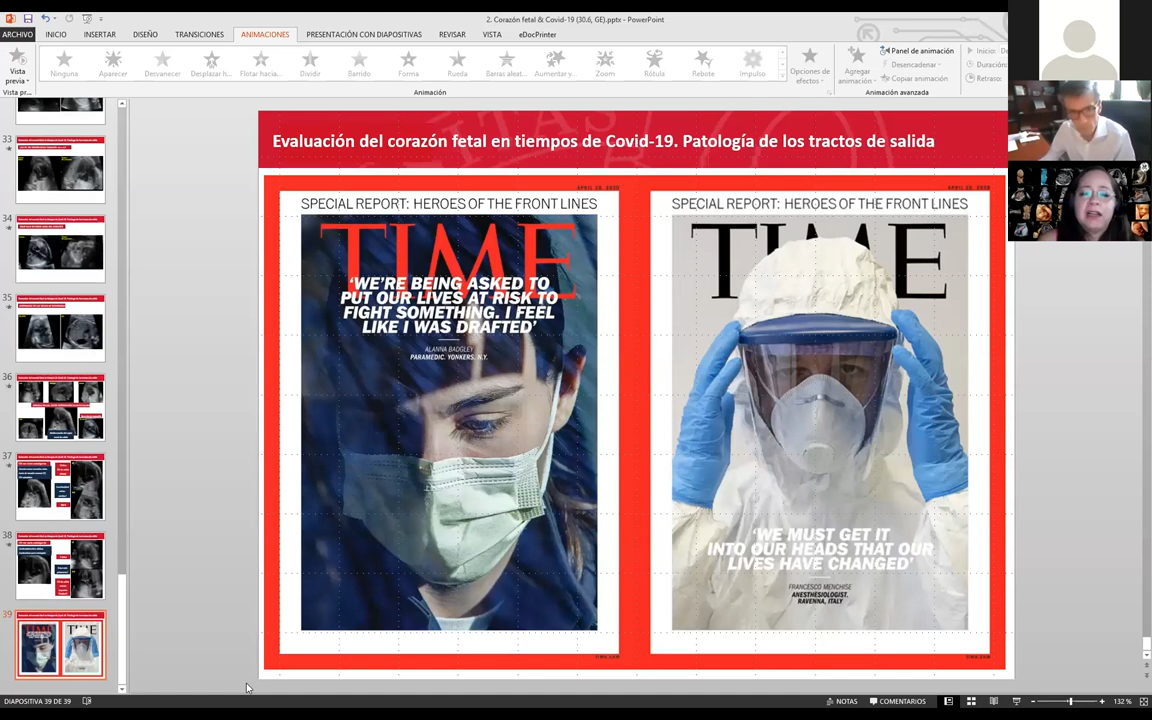 2. Corazón fetal & Covid-19 (30.6, GE).pptx - PowerPoint
ARCHIVO
INICIO
INSERTAR
DISEÑO
TRANSICIONES
ANIMACIONES
PRESENTACIÓN CON DIAPOSITIVAS
REVISAR
VISTA
eDocPrinter
Vista
previa
Ninguna
Aparecer
Desvanecer
Desplazar h...
Flotar hacia...
Dividir
Barrido
Forma
Rueda
Barras aleat...
Aumentar y...
Zoom
Rótula
Rebote
Impulso
Opciones de
efectos
Agregar
animación
Panel de animación
Desencadenar
Copiar animación
Inicio:
Duración
Retraso:
Vista pr...
Animación
Animación avanzada
33
34
35
36
37
38
39
Evaluación del corazón fetal en tiempos de Covid-19. Patología de los tractos de salida
SPECIAL REPORT: HEROES OF THE FRONT LINES
TIME
‘WE’RE BEING ASKED TO
PUT OUR LIVES AT RISK TO
FIGHT SOMETHING. I FEEL
LIKE I WAS DRAFTED’
ALANNA BADGLEY
PARAMEDIC. YONKERS, N.Y.
SPECIAL REPORT: HEROES OF THE FRONT LINES
TIME
‘WE MUST GET IT
INTO OUR HEADS THAT OUR
LIVES HAVE CHANGED’
FRANCESCO MENCHISE
ANESTHESIOLOGIST.
RAVENNA, ITALY
DIAPOSITIVA 39 DE 39
NOTAS
COMENTARIOS
132 %